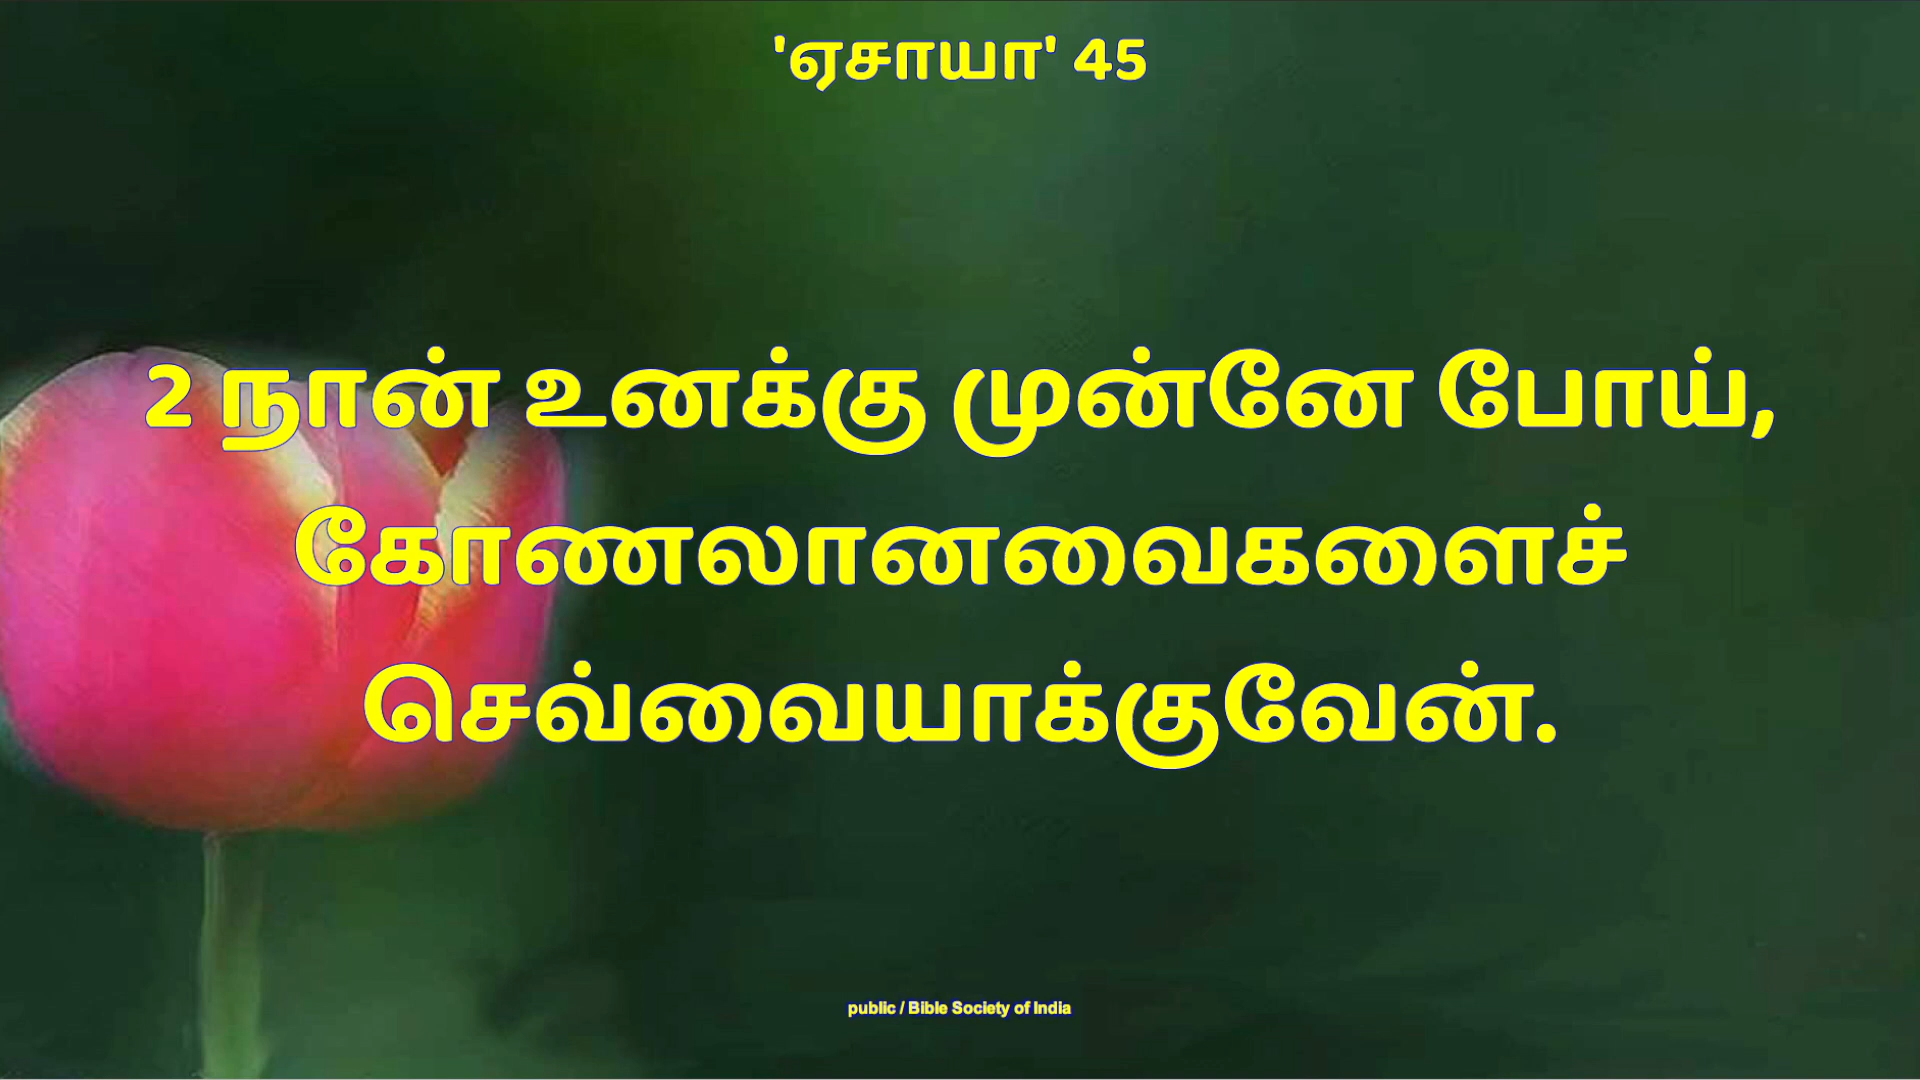 'ஏசாயா' 45
2 நான் உனக்கு முன்னே போய்,
கோணலானவைகளைச்
செவ்வையாக்குவேன்.
public / Bible Society of India